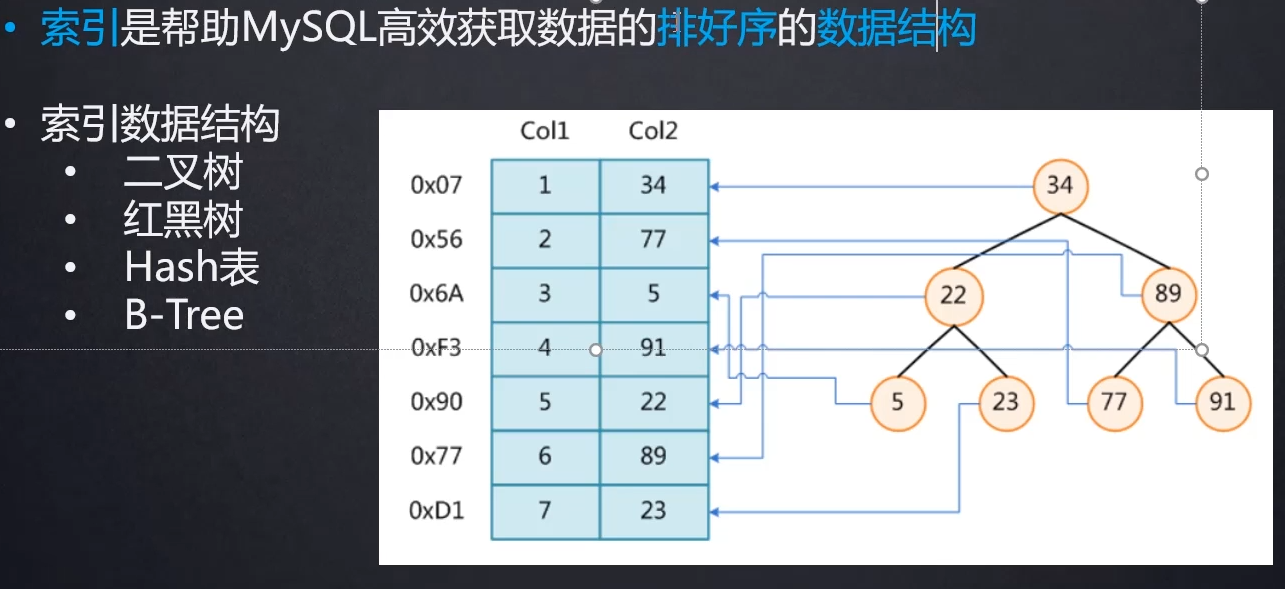 • 索引是帮助MySQL高效获取数据的排好序的数据结构
• 索引数据结构
• 二叉树
• 红黑树
• Hash表
• B-Tree
Col1 Col2
0x07 1 34
0x56 2 77
0x6A 3 5
0xF3 4 91
0x90 5 22
0x77 6 89
0xD1 7 23
34
22 89
5 23 77 91